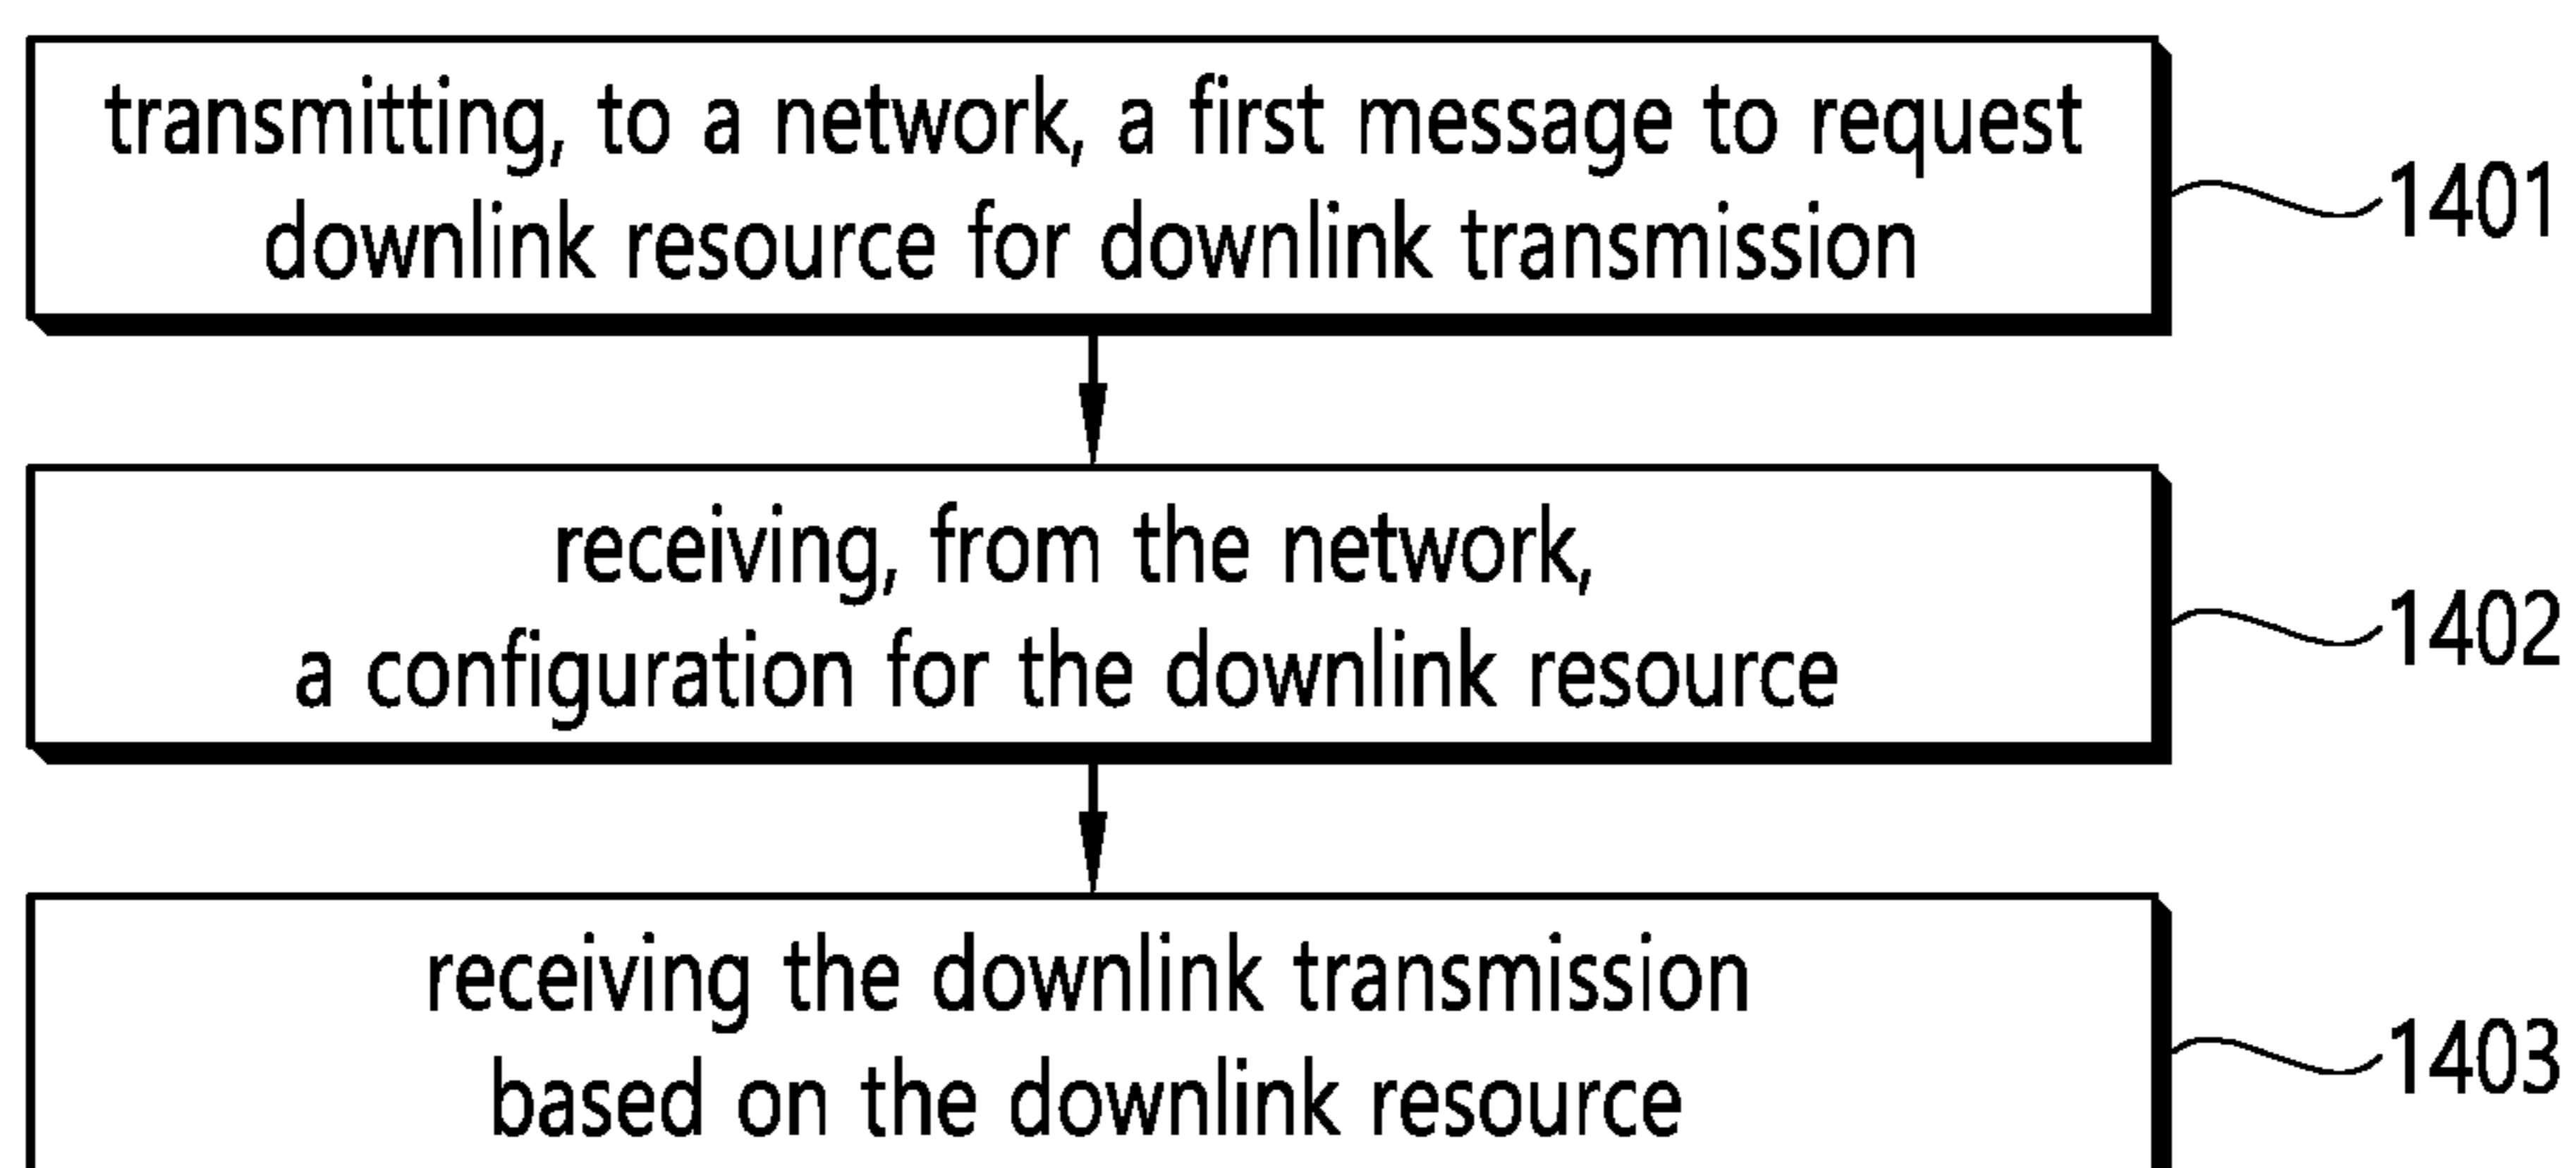 transmitting, to a network, a first message to request
downlink resource for downlink transmission
1401
receiving, from the network,
a configuration for the downlink resource
1402
receiving the downlink transmission
based on the downlink resource
1403